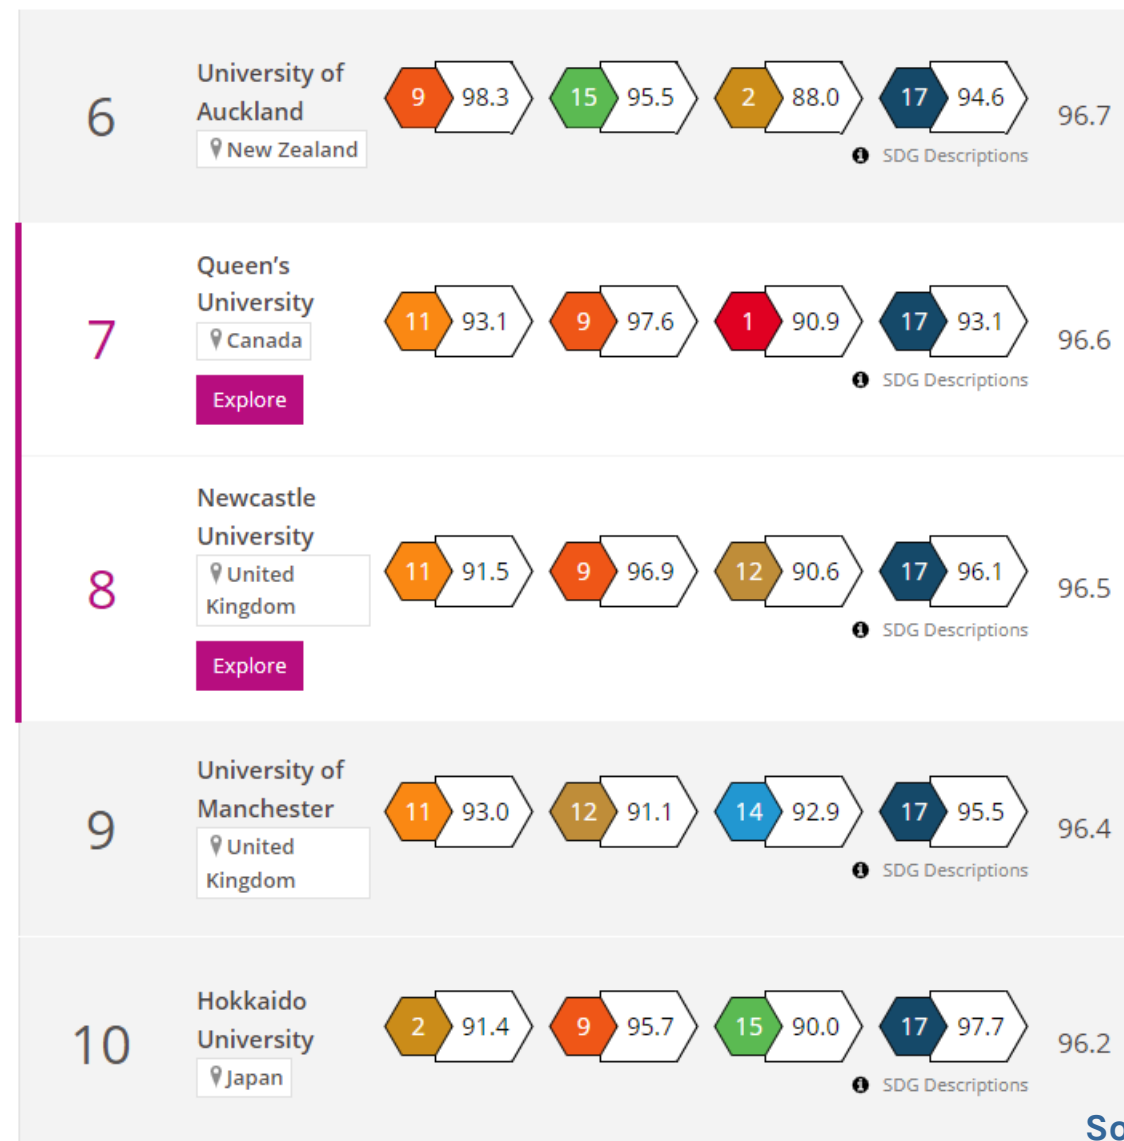 6
University of
Auckland
New Zealand
9 98.3 15 95.5 2 88.0 17 94.6
SDG Descriptions
96.7
7
Queen’s
University
Canada
Explore
11 93.1 9 97.6 1 90.9 17 93.1
SDG Descriptions
96.6
8
Newcastle
University
United
Kingdom
Explore
11 91.5 9 96.9 12 90.6 17 96.1
SDG Descriptions
96.5
9
University of
Manchester
United
Kingdom
11 93.0 12 91.1 14 92.9 17 95.5
SDG Descriptions
96.4
10
Hokkaido
University
Japan
2 91.4 9 95.7 15 90.0 17 97.7
SDG Descriptions
96.2